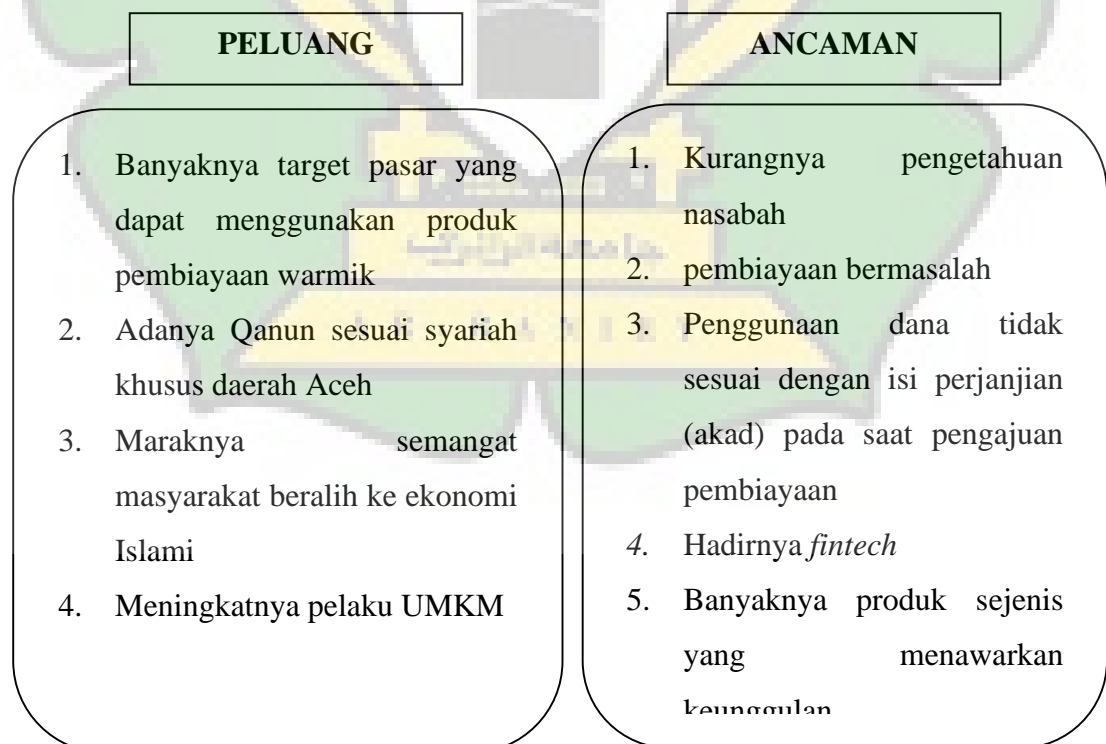 PELUANG
1. Banyaknya target pasar yang
dapat menggunakan produk
pembiayaan warmik
2. Adanya Qanun sesuai syariah
khusus daerah Aceh
3. Maraknya semangat
masyarakat beralih ke ekonomi
Islami
4. Meningkatnya pelaku UMKM
ANCAMAN
1. Kurangnya pengetahuan
nasabah
2. pembiayaan bermasalah
3. Penggunaan dana tidak
sesuai dengan isi perjanjian
(akad) pada saat pengajuan
pembiayaan
4. Hadirnya fintech
5. Banyaknya produk sejenis
yang menawarkan
keunggulan